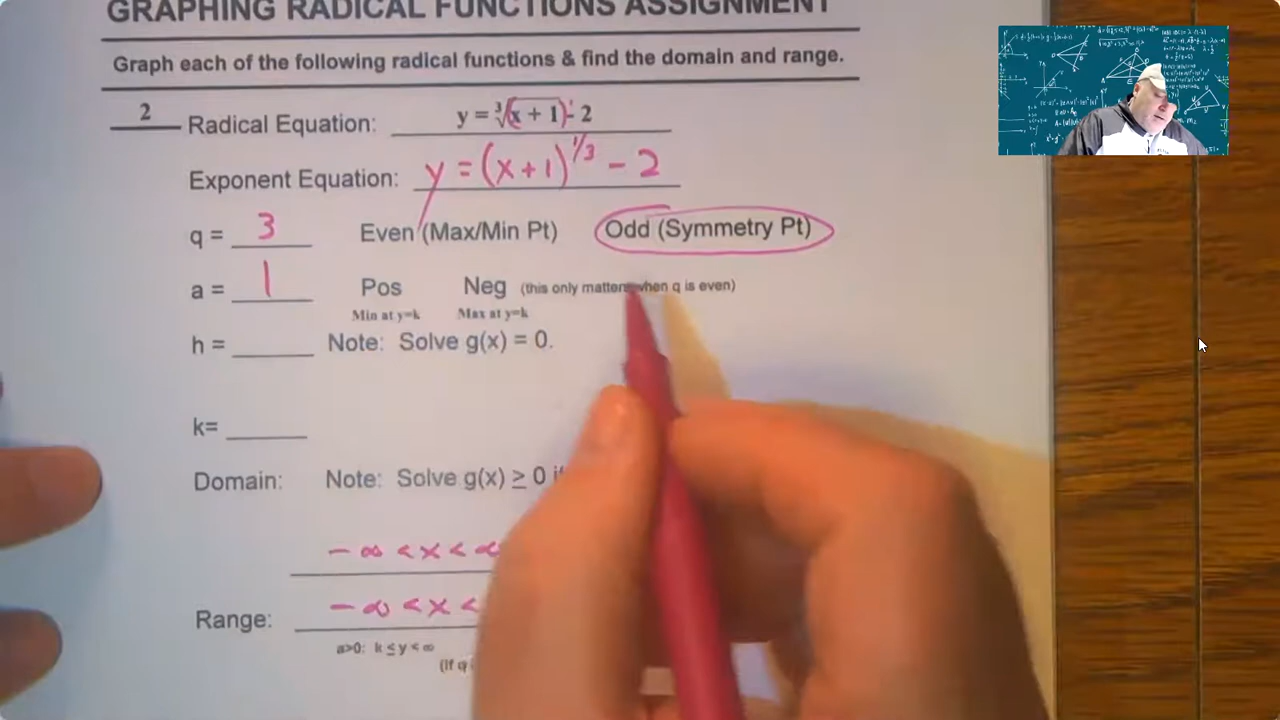 GRAPHING RADICAL FUNCTIONS ASSIGNMENT
Graph each of the following radical functions & find the domain and range.
2 Radical Equation: y = ∛(x + 1) - 2
Exponent Equation: y = (x+1)^1/3 - 2
q = 3 Even (Max/Min Pt) Odd (Symmetry Pt)
a = 1 Pos Neg (this only matters when q is even)
Min at y=k Max at y=k
h = ____ Note: Solve g(x) = 0.
k= ____
Domain: Note: Solve g(x) ≥ 0
- ∞ < x < ∞
Range: - ∞ < x <
a>0: k ≤ y < ∞
(If q